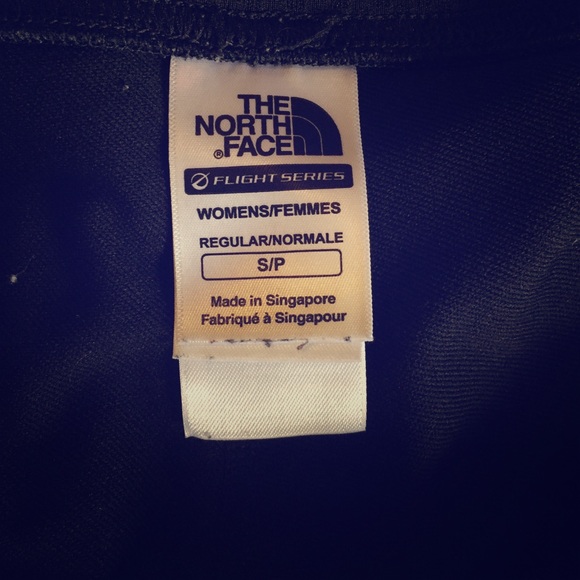 THE
NORTH
FACE
®
FLIGHT SERIES
WOMENS/FEMMES
REGULAR/NORMALE
S/P
Made in Singapore
Fabriqué à Singapour